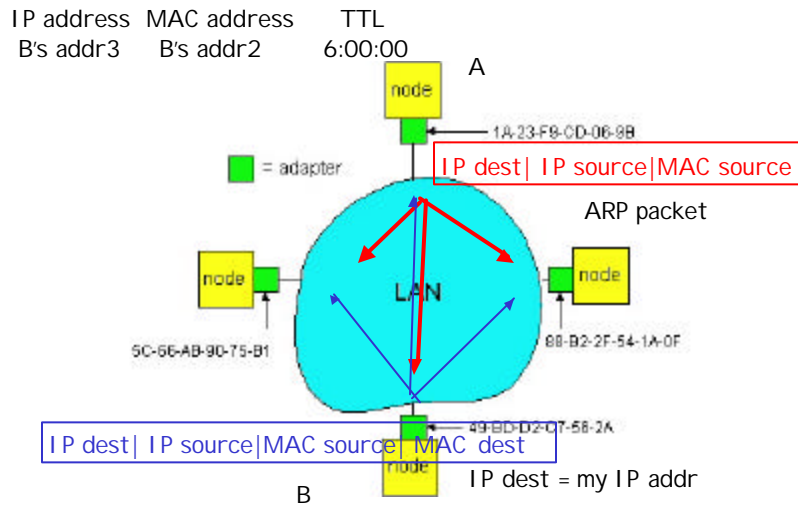 IP address MAC address TTL
B's addr3 B's addr2 6:00:00
A
node
1A-23-F9-CD-06-9B
= adapter
IP dest| IP source|MAC source
ARP packet
node
LAN
node
5C-66-AB-90-75-B1
88-B2-2F-54-1A-0F
49-BD-D2-C7-56-2A
IP dest| IP source|MAC source| MAC dest
node
IP dest = my IP addr
B